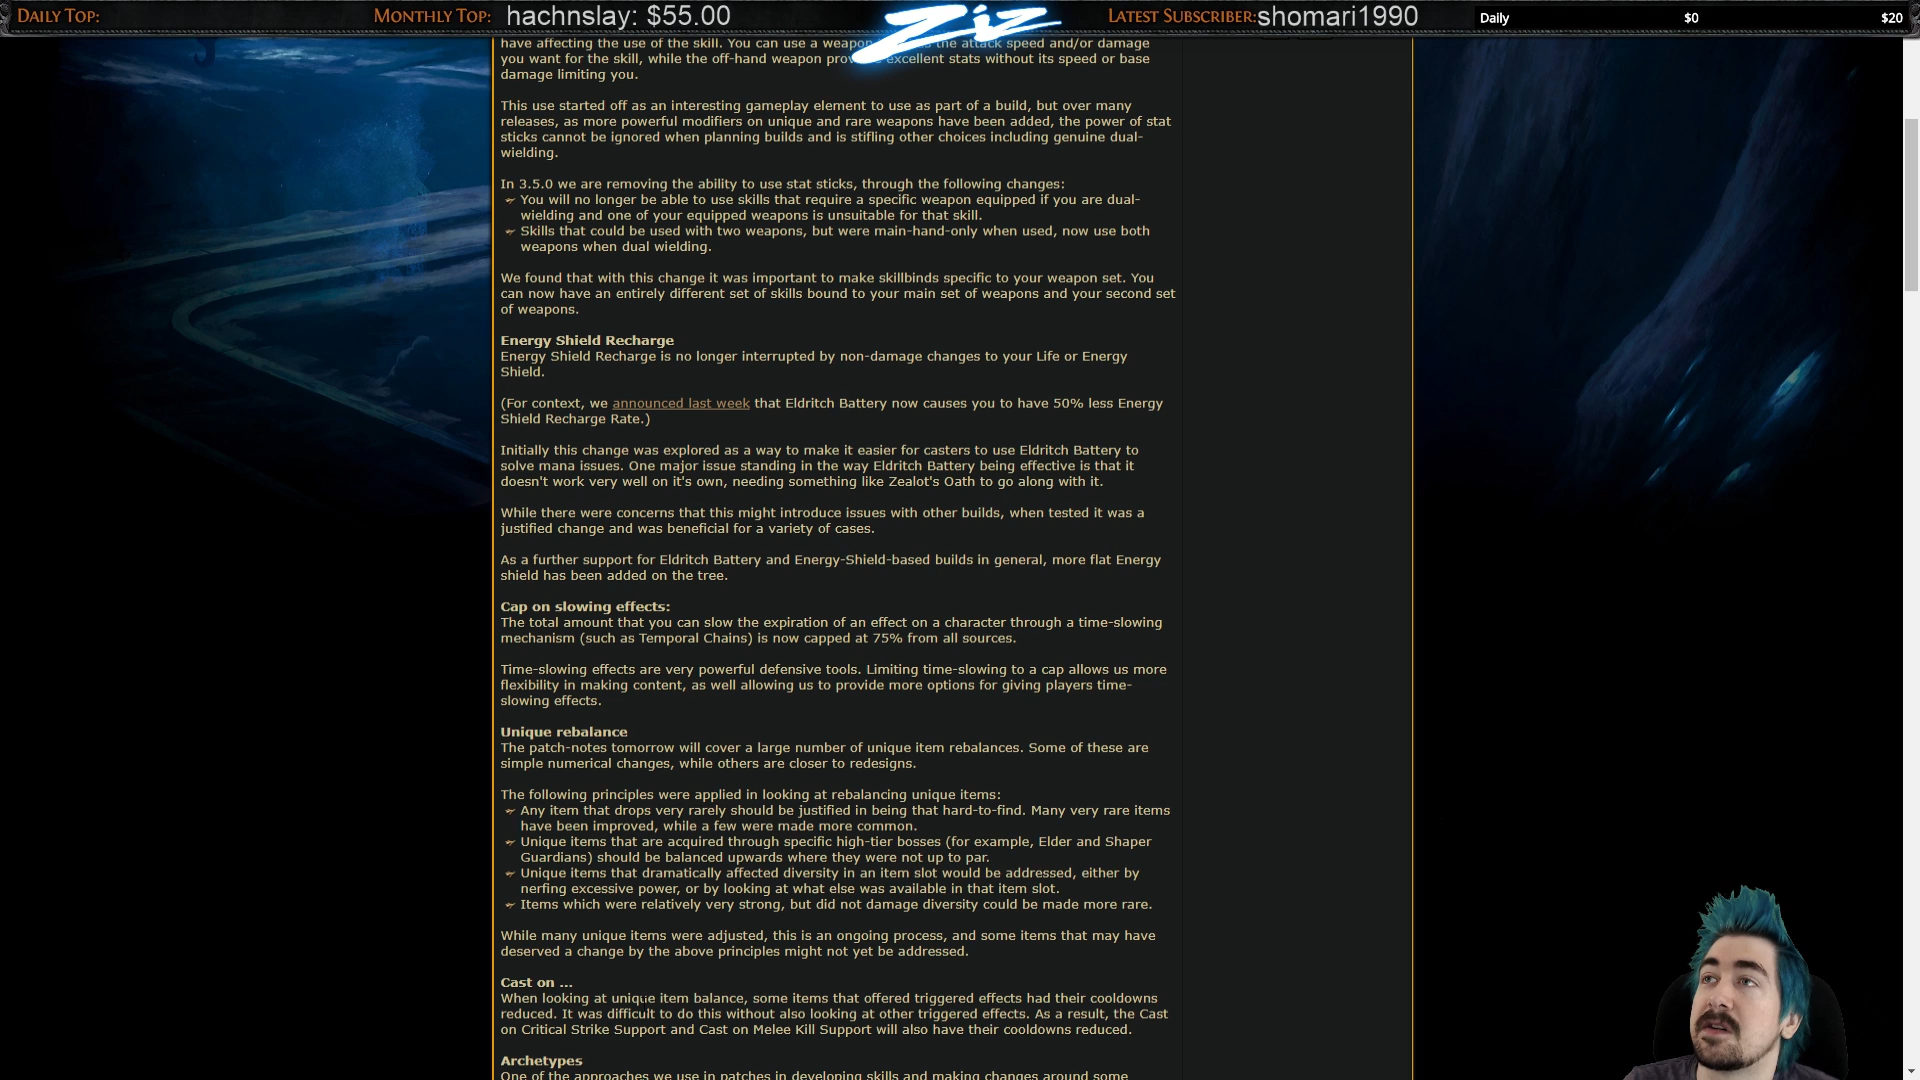 DAILY TOP: MONTHLY TOP: hachnslay: $55.00 Ziz LATEST SUBSCRIBER: shomari1990 Daily $0 $20
have affecting the use of the skill. You can use a weapon the attack speed and/or damage
you want for the skill, while the off-hand weapon excellent stats without its speed or base
damage limiting you.
This use started off as an interesting gameplay element to use as part of a build, but over many
releases, as more powerful modifiers on unique and rare weapons have been added, the power of stat
sticks cannot be ignored when planning builds and is stifling other choices including genuine dual-
wielding.
In 3.5.0 we are removing the ability to use stat sticks, through the following changes:
You will no longer be able to use skills that require a specific weapon equipped if you are dual-
wielding and one of your equipped weapons is unsuitable for that skill.
Skills that could be used with two weapons, but were main-hand-only when used, now use both
weapons when dual wielding.
We found that with this change it was important to make skillbinds specific to your weapon set. You
can now have an entirely different set of skills bound to your main set of weapons and your second set
of weapons.
Energy Shield Recharge
Energy Shield Recharge is no longer interrupted by non-damage changes to your Life or Energy
Shield.
(For context, we announced last week that Eldritch Battery now causes you to have 50% less Energy
Shield Recharge Rate.)
Initially this change was explored as a way to make it easier for casters to use Eldritch Battery to
solve mana issues. One major issue standing in the way Eldritch Battery being effective is that it
doesn't work very well on it's own, needing something like Zealot's Oath to go along with it.
While there were concerns that this might introduce issues with other builds, when tested it was a
justified change and was beneficial for a variety of cases.
As a further support for Eldritch Battery and Energy-Shield-based builds in general, more flat Energy
shield has been added on the tree.
Cap on slowing effects:
The total amount that you can slow the expiration of an effect on a character through a time-slowing
mechanism (such as Temporal Chains) is now capped at 75% from all sources.
Time-slowing effects are very powerful defensive tools. Limiting time-slowing to a cap allows us more
flexibility in making content, as well allowing us to provide more options for giving players time-
slowing effects.
Unique rebalance
The patch-notes tomorrow will cover a large number of unique item rebalances. Some of these are
simple numerical changes, while others are closer to redesigns.
The following principles were applied in looking at rebalancing unique items:
Any item that drops very rarely should be justified in being that hard-to-find. Many very rare items
have been improved, while a few were made more common.
Unique items that are acquired through specific high-tier bosses (for example, Elder and Shaper
Guardians) should be balanced upwards where they were not up to par.
Unique items that dramatically affected diversity in an item slot would be addressed, either by
nerfing excessive power, or by looking at what else was available in that item slot.
Items which were relatively very strong, but did not damage diversity could be made more rare.
While many unique items were adjusted, this is an ongoing process, and some items that may have
deserved a change by the above principles might not yet be addressed.
Cast on ...
When looking at unique item balance, some items that offered triggered effects had their cooldowns
reduced. It was difficult to do this without also looking at other triggered effects. As a result, the Cast
on Critical Strike Support and Cast on Melee Kill Support will also have their cooldowns reduced.
Archetypes
One of the approaches we use in patches in developing skills and making changes around some